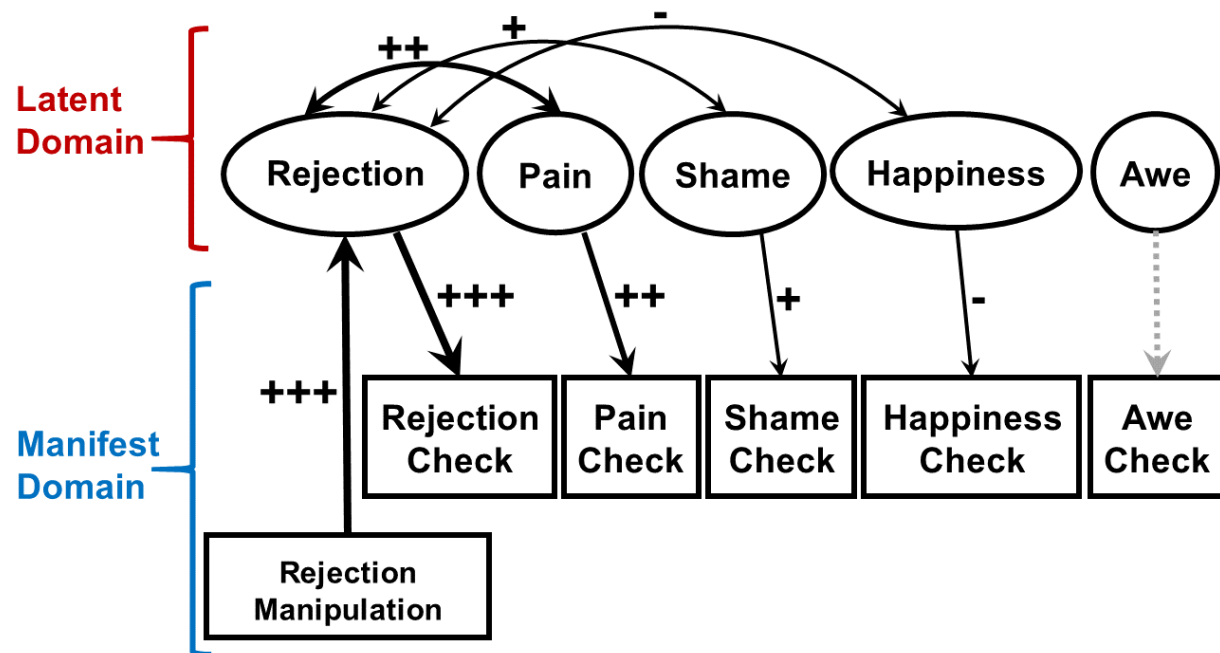 -
+
++
Latent
Domain
Rejection
Pain
Shame
Happiness
Awe
+++
++
+
-
+++
Manifest
Domain
Rejection
Check
Pain
Check
Shame
Check
Happiness
Check
Awe
Check
Rejection
Manipulation